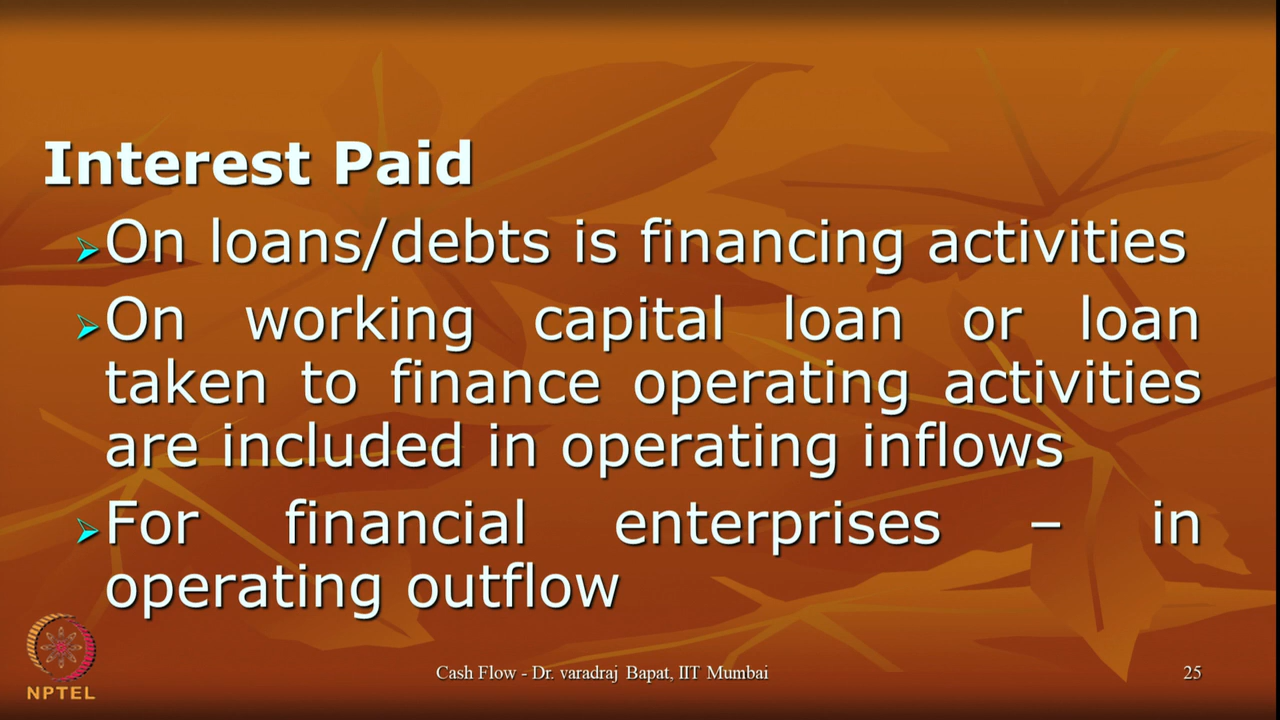 Interest Paid
On loans/debts is financing activities
On working capital loan or loan
taken to finance operating activities
are included in operating inflows
For financial enterprises – in
operating outflow
NPTEL
Cash Flow - Dr. varadraj Bapat, IIT Mumbai
25